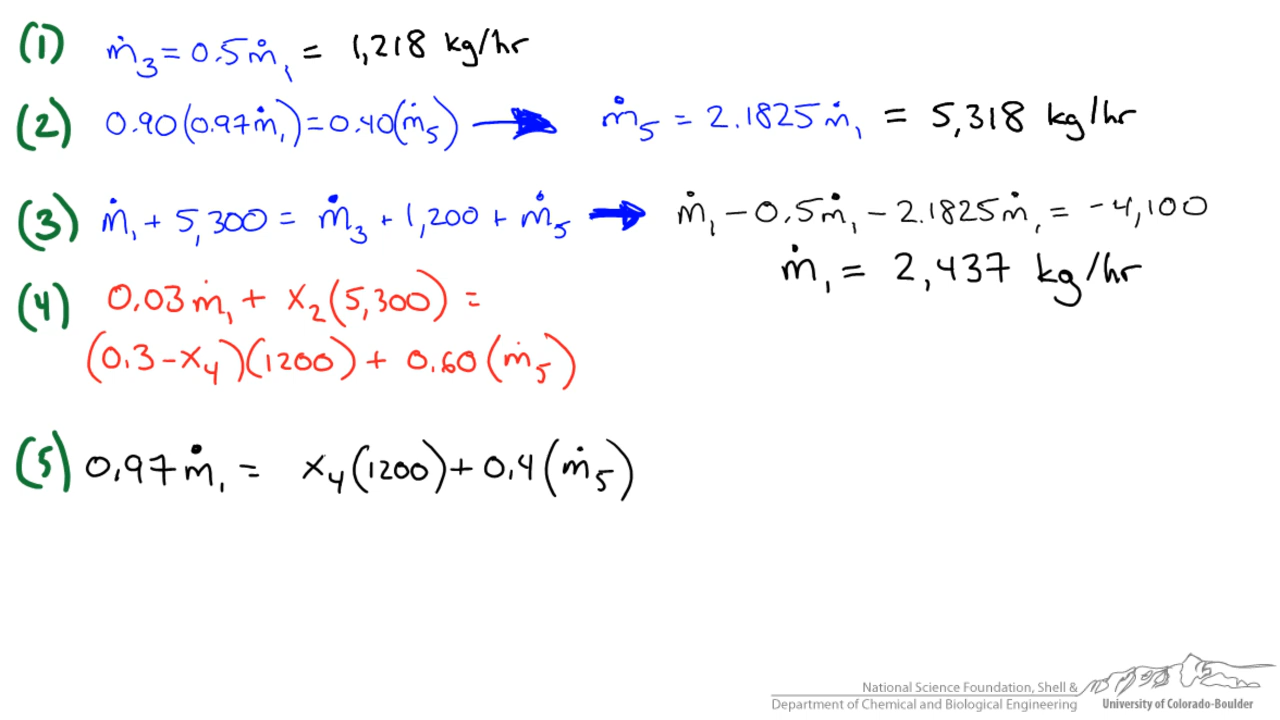 (1) ṁ₃ = 0.5ṁ₁ = 1,218 kg/hr
(2) 0.90(0.97ṁ₁) = 0.40(ṁ₅) → ṁ₅ = 2.1825ṁ₁ = 5,318 kg/hr
(3) ṁ₁ + 5,300 = ṁ₃ + 1,200 + ṁ₅ → ṁ₁ - 0.5ṁ₁ - 2.1825ṁ₁ = -4,100
ṁ₁ = 2,437 kg/hr
(4) 0.03ṁ₁ + x₂(5,300) =
(0.3 - x₄)(1200) + 0.60(ṁ₅)
(5) 0.97ṁ₁ = x₄(1200) + 0.4(ṁ₅)
National Science Foundation, Shell &
Department of Chemical and Biological Engineering
University of Colorado-Boulder